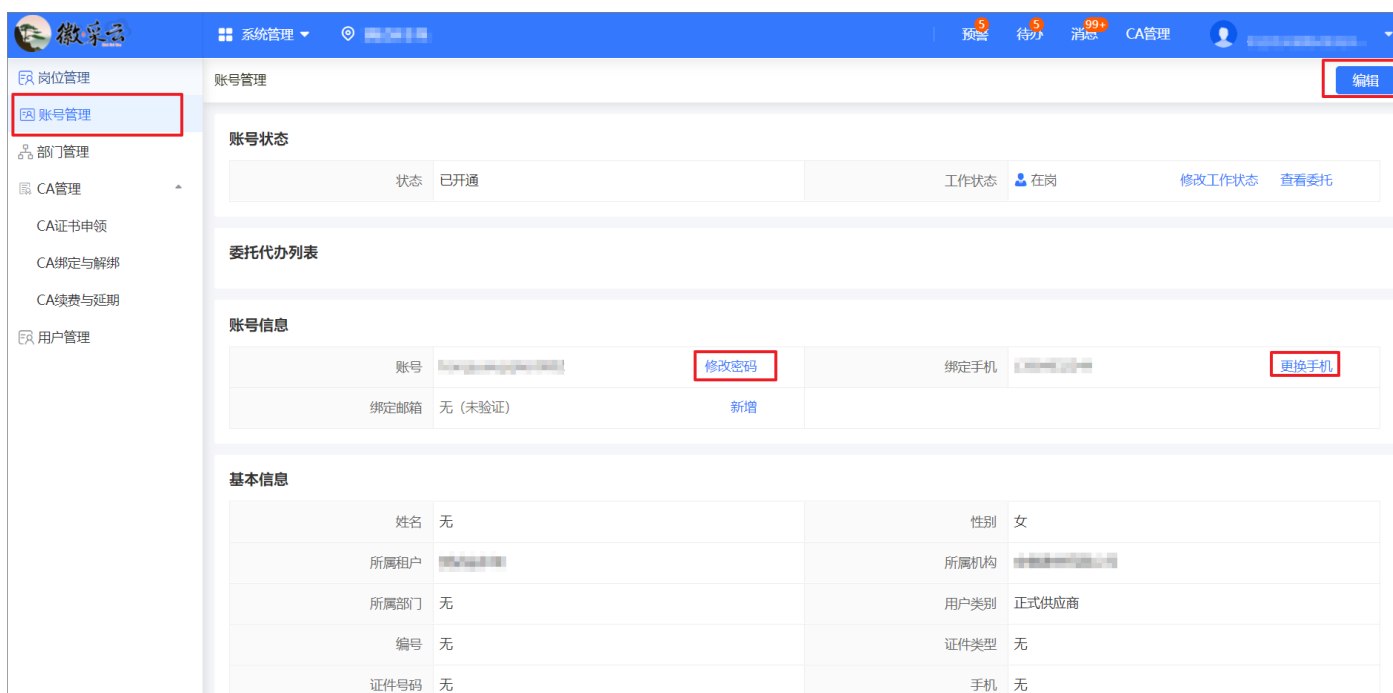 徽采云
系统管理
预警 5
待办 5
消息 99+
CA管理
岗位管理
账号管理
部门管理
CA管理
CA证书申领
CA绑定与解绑
CA续费与延期
用户管理
账号管理
编辑
账号状态
状态 已开通 工作状态 在岗 修改工作状态 查看委托
委托代办列表
账号信息
账号 修改密码 绑定手机 更换手机
绑定邮箱 无（未验证） 新增
基本信息
姓名 无 性别 女
所属租户 所属机构
所属部门 无 用户类别 正式供应商
编号 无 证件类型 无
证件号码 无 手机 无